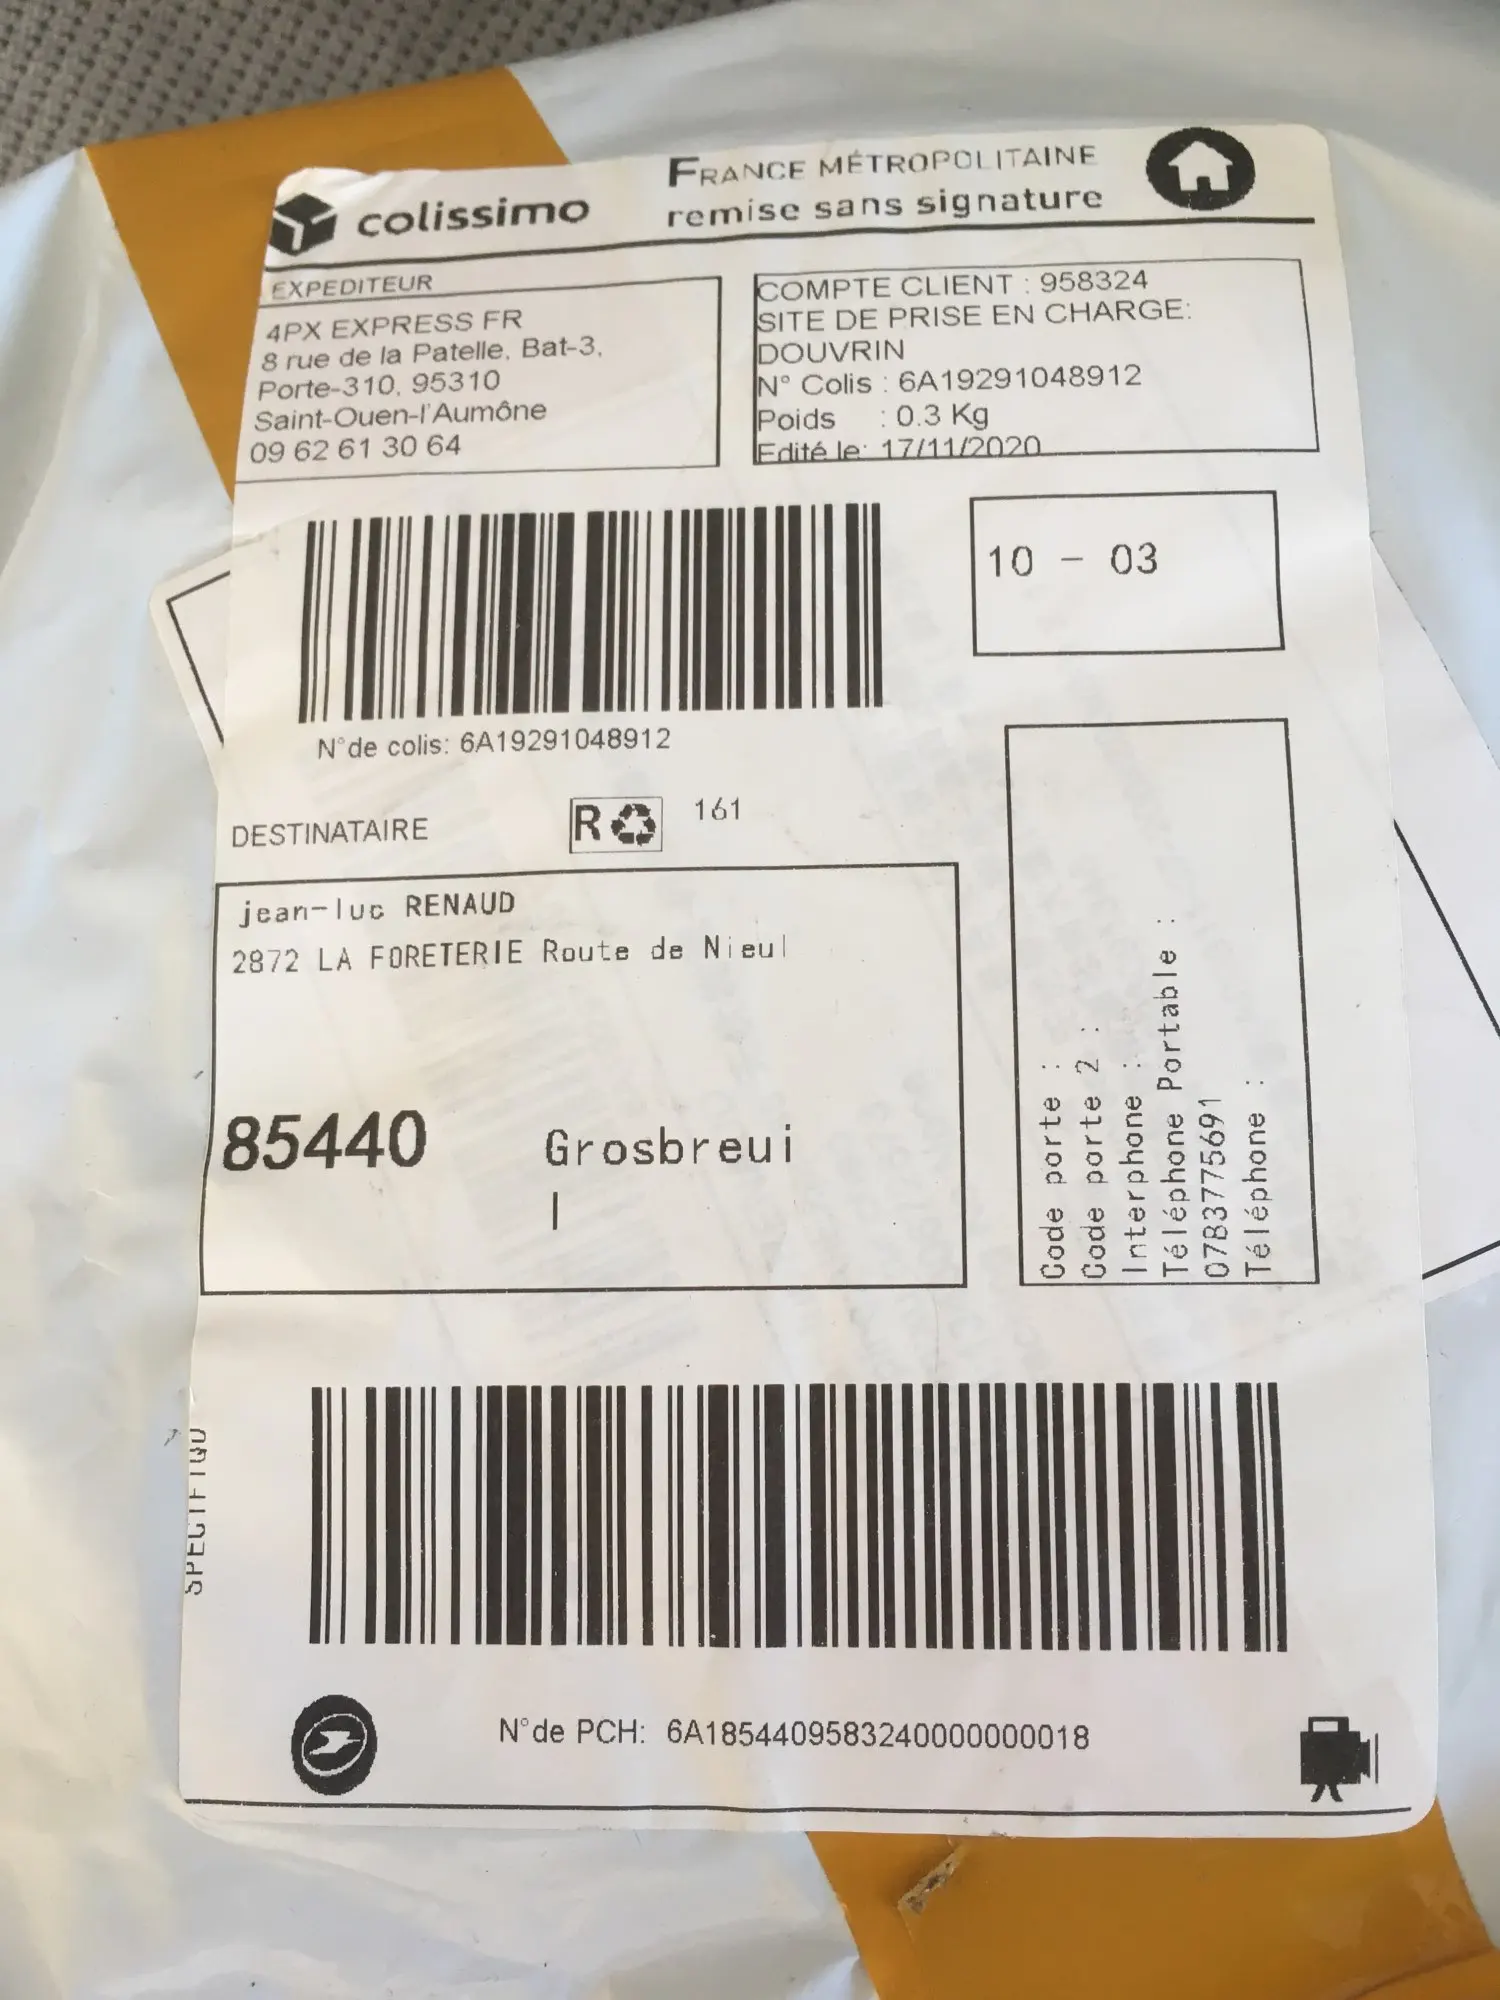 colissimo
FRANCE MÉTROPOLITAINE
remise sans signature
EXPEDITEUR
4PX EXPRESS FR
8 rue de la Patelle, Bat-3,
Porte-310, 95310
Saint-Ouen-l'Aumône
09 62 61 30 64
COMPTE CLIENT : 958324
SITE DE PRISE EN CHARGE:
DOUVRIN
N° Colis : 6A19291048912
Poids : 0.3 Kg
Edité le: 17/11/2020
10 - 03
N°de colis: 6A19291048912
DESTINATAIRE
R
161
jean-luc RENAUD
2872 LA FORETERIE Route de Nieul
85440
Grosbreui
l
Code porte :
Code porte 2 :
Interphone :
Téléphone Portable :
0783775691
Téléphone :
N°de PCH: 6A1854409583240000000018